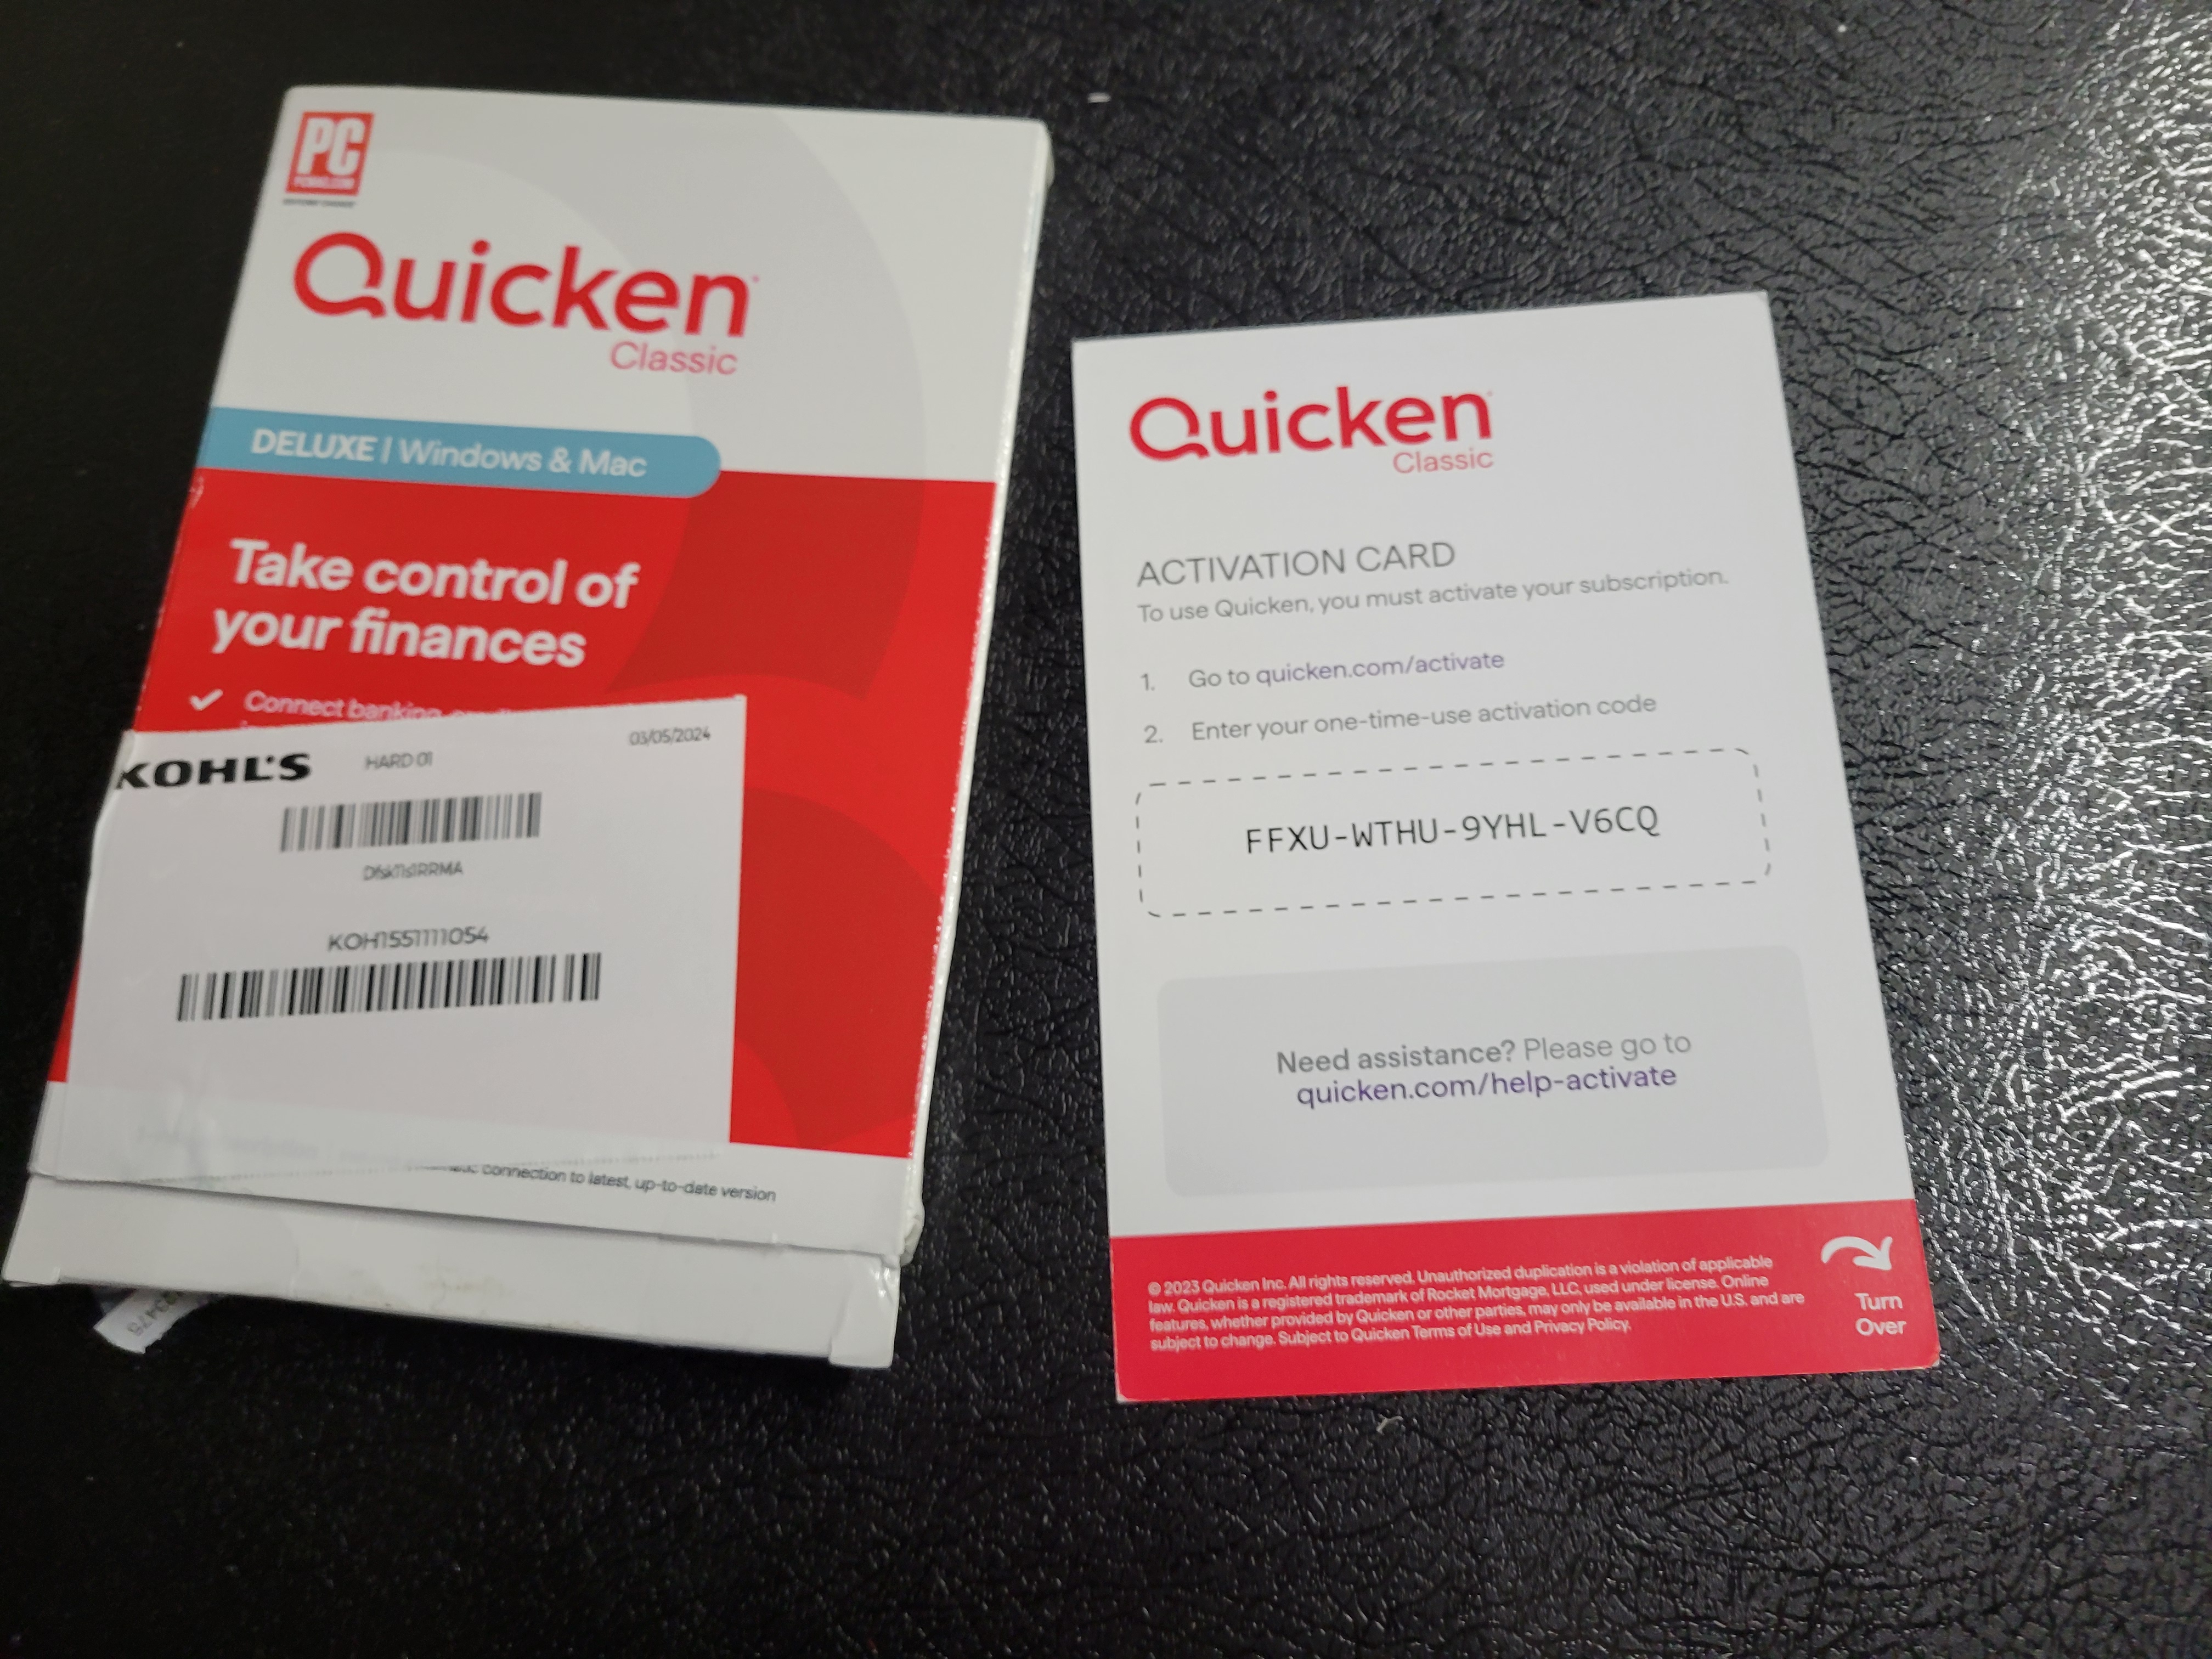 PC
Quicken
Classic
DELUXE | Windows & Mac
Take control of
your finances
Connect banking,
KOHL'S
HARD 01
03/05/2024
KOH1551111054
connection to latest, up-to-date version
Quicken
Classic
ACTIVATION CARD
To use Quicken, you must activate your subscription.
1. Go to quicken.com/activate
2. Enter your one-time-use activation code
FFXU-WTHU-9YHL-V6CQ
Need assistance? Please go to
quicken.com/help-activate
© 2023 Quicken Inc. All rights reserved. Unauthorized duplication is a violation of applicable
law. Quicken is a registered trademark of Rocket Mortgage, LLC, used under license. Online
features, whether provided by Quicken or other parties, may only be available in the U.S. and are
subject to change. Subject to Quicken Terms of Use and Privacy Policy.
Turn
Over